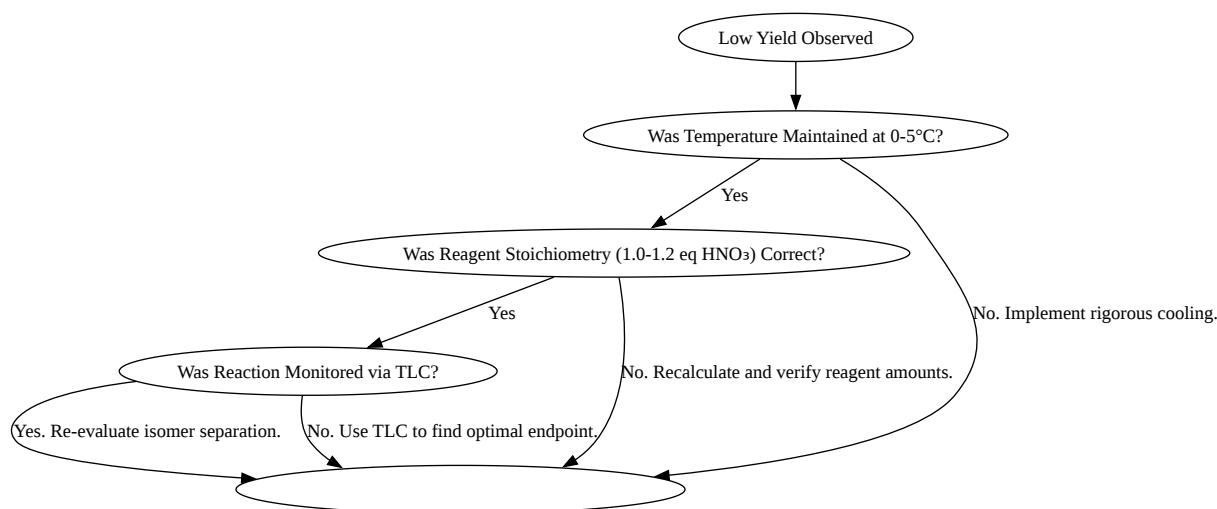 Low Yield Observed
Was Temperature Maintained at 0-5°C?
Yes
Was Reagent Stoichiometry (1.0-1.2 eq HNO₃) Correct?
Yes
No. Implement rigorous cooling.
Was Reaction Monitored via TLC?
No. Recalculate and verify reagent amounts.
Yes. Re-evaluate isomer separation.
No. Use TLC to find optimal endpoint.